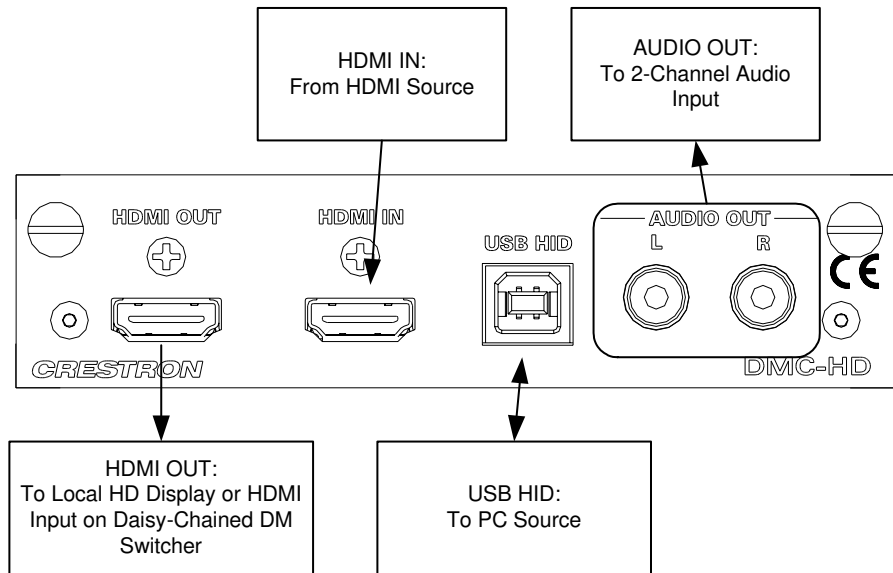 HDMI IN:
From HDMI Source
AUDIO OUT:
To 2-Channel Audio
Input
HDMI OUT
HDMI IN
USB HID
AUDIO OUT
L
R
CE
CRESTRON
DMC-HD
HDMI OUT:
To Local HD Display or HDMI
Input on Daisy-Chained DM
Switcher
USB HID:
To PC Source